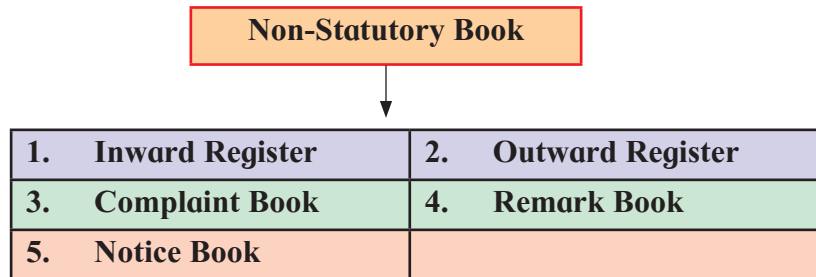 Non-Statutory Book
1. Inward Register 2. Outward Register
3. Complaint Book 4. Remark Book
5. Notice Book